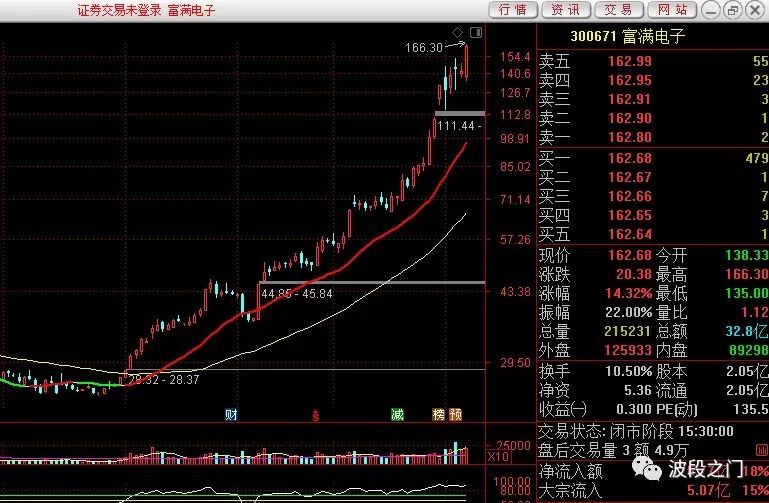 证券交易未登录 富满电子 行情 资讯 交易 网站
300671 富满电子
卖五 162.99 55
卖四 162.95 23
卖三 162.91 3
卖二 162.90 1
卖一 162.80 2
买一 162.68 479
买二 162.67 1
买三 162.66 7
买四 162.65 3
买五 162.64 1
现价 162.68 今开 138.33
涨跌 20.38 最高 166.30
涨幅 14.32% 最低 135.00
振幅 22.00% 量比 1.12
总量 215231 总额 32.8亿
外盘 125933 内盘 89298
换手 10.50% 股本 2.05亿
净资 5.36 流通 2.05亿
收益㈠ 0.300 PE(动) 135.5
交易状态: 闭市阶段 15:30:00
盘后交易量 3 额 4.9万
净流入额 18%
大宗流入 5.07亿 15%
波段之门
166.30
154.4
140.6
126.7
112.8
111.44 -
98.91
85.02
71.14
57.26
43.38
44.85 - 45.84
29.50
28.32 - 28.37
财 减 榜 预
25000
X10
100.00
80.00